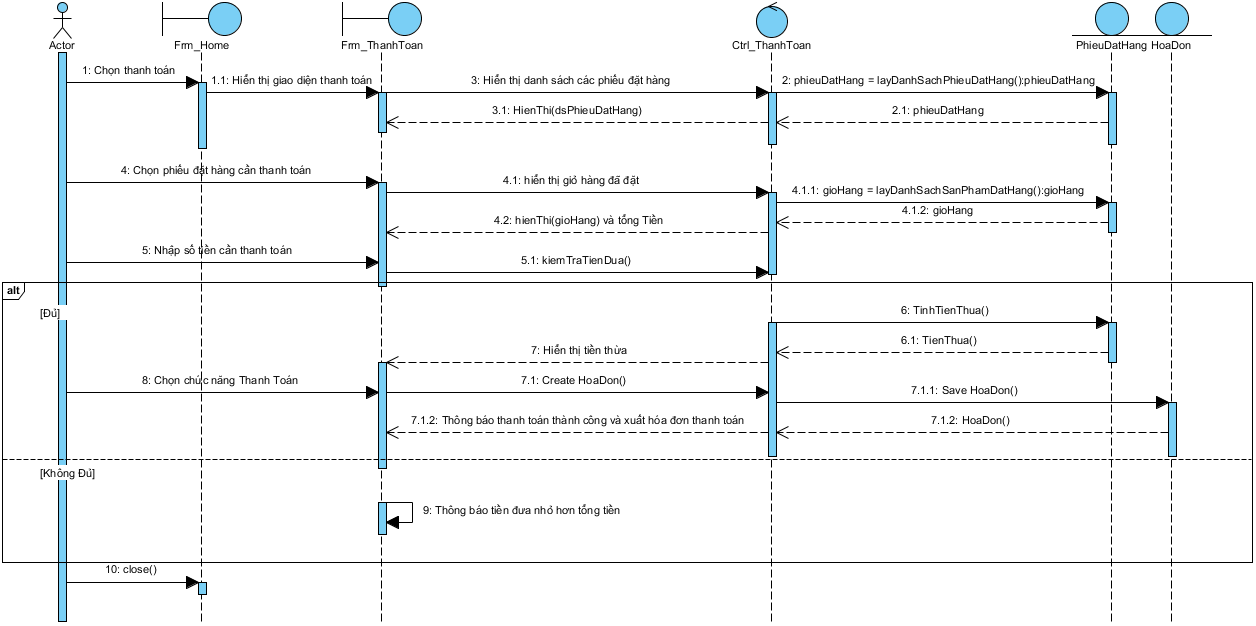 Actor
Frm_Home
Frm_ThanhToan
Ctrl_ThanhToan
PhieuDatHang
HoaDon
1: Chọn thanh toán
1.1: Hiển thị giao diện thanh toán
3: Hiển thị danh sách các phiếu đặt hàng
2: phieuDatHang = layDanhSachPhieuDatHang():phieuDatHang
3.1: HienThi(dsPhieuDatHang)
2.1: phieuDatHang
4: Chọn phiếu đặt hàng cần thanh toán
4.1: hiển thị giỏ hàng đã đặt
4.1.1: gioHang = layDanhSachSanPhamDatHang():gioHang
4.2: hienThi(gioHang) và tổng Tiền
4.1.2: gioHang
5: Nhập số tiền cần thanh toán
5.1: kiemTraTienDua()
alt
[Đủ]
6: TinhTienThua()
6.1: TienThua()
7: Hiển thị tiền thừa
8: Chọn chức năng Thanh Toán
7.1: Create HoaDon()
7.1.1: Save HoaDon()
7.1.2: Thông báo thanh toán thành công và xuất hóa đơn thanh toán
7.1.2: HoaDon()
[Không Đủ]
9: Thông báo tiền đưa nhỏ hơn tổng tiền
10: close()